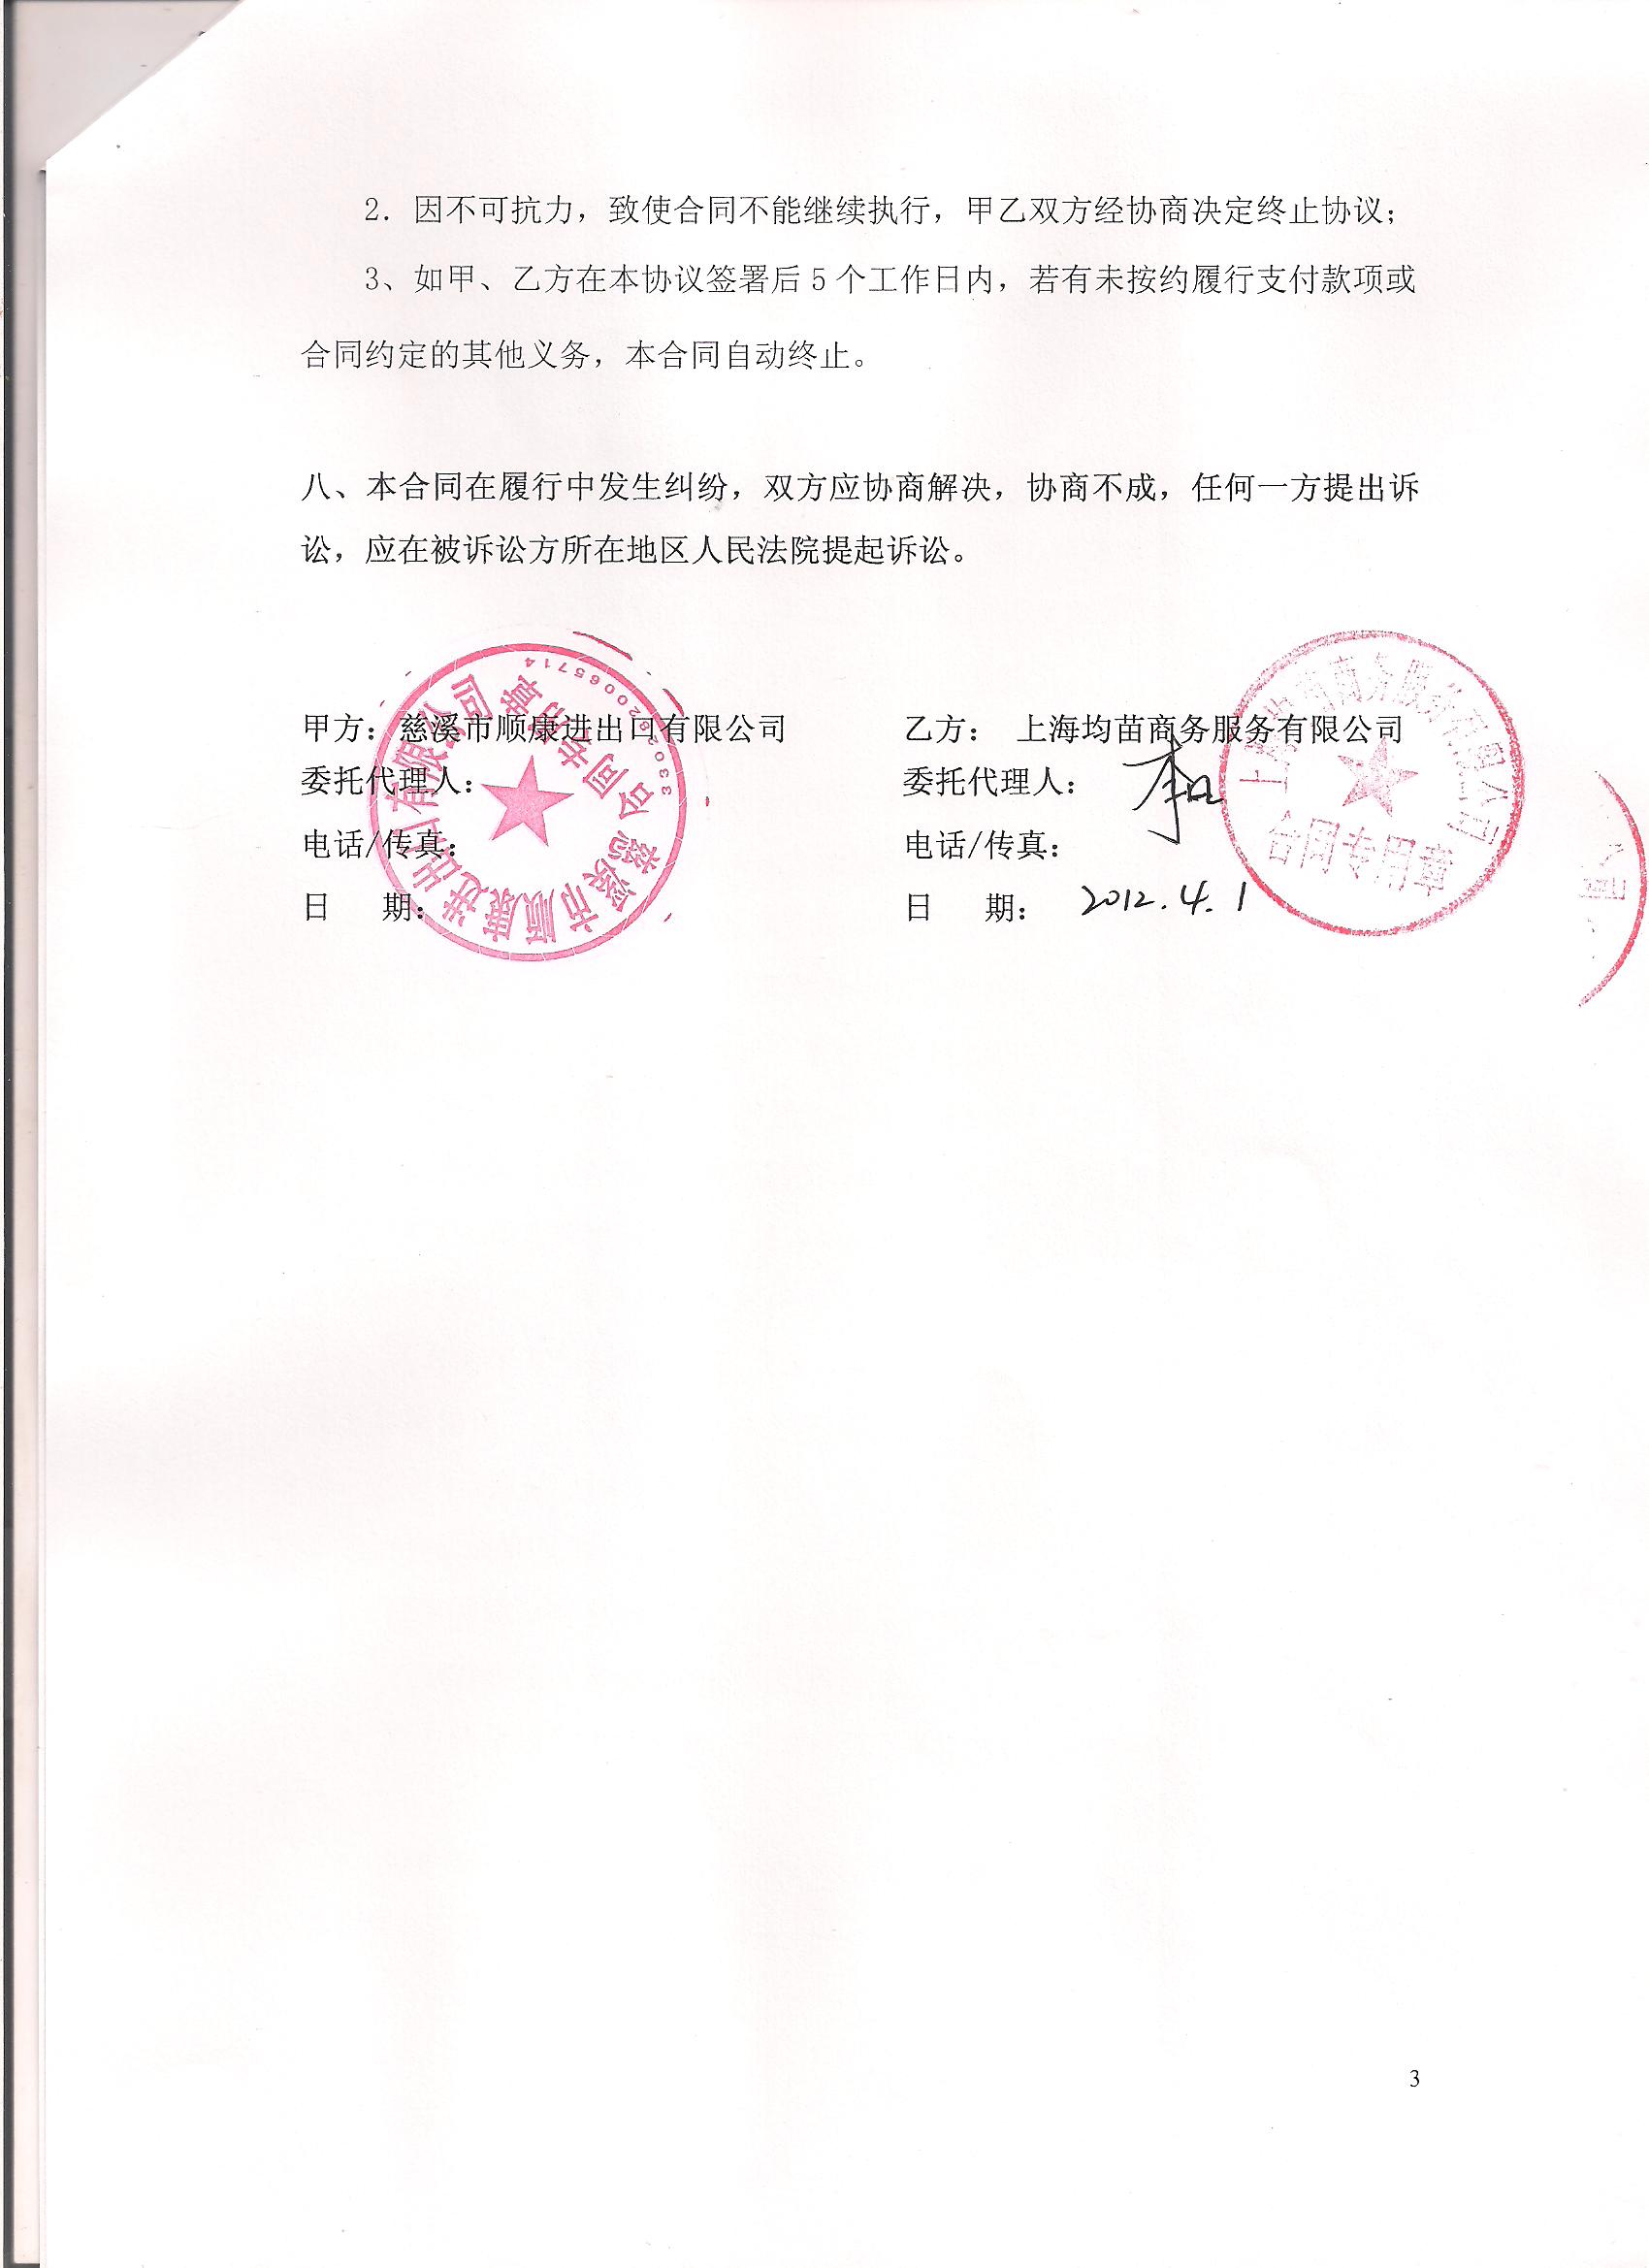 2．因不可抗力，致使合同不能继续执行，甲乙双方经协商决定终止协议；
3、如甲、乙方在本协议签署后 5 个工作日内，若有未按约履行支付款项或
合同约定的其他义务，本合同自动终止。
八、本合同在履行中发生纠纷，双方应协商解决，协商不成，任何一方提出诉
讼，应在被诉讼方所在地区人民法院提起诉讼。
甲方：慈溪市顺康进出口有限公司
委托代理人：
电话/传真：
日 期：
慈溪市顺康进出口有限公司
合同专用章
3302820065714
乙方： 上海均苗商务服务有限公司
委托代理人：
电话/传真：
日 期： 2012.4.1
上海均苗商务服务有限公司
合同专用章
3